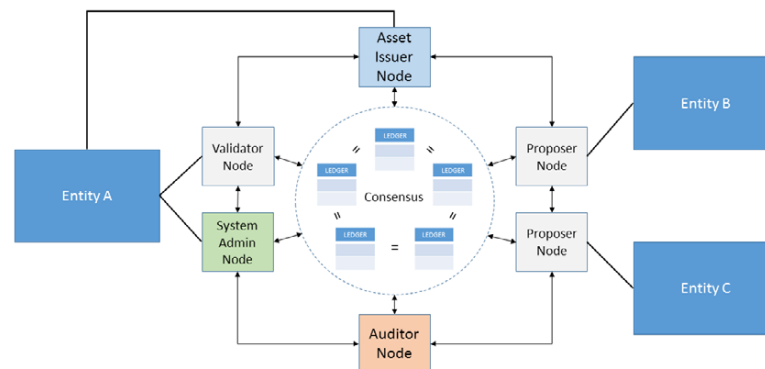 Asset
Issuer
Node
Entity B
LEDGER
Validator
Node
Proposer
Node
=
=
LEDGER
LEDGER
Entity A
Consensus
System
Admin
Node
=
=
Proposer
Node
LEDGER
LEDGER
=
Entity C
Auditor
Node